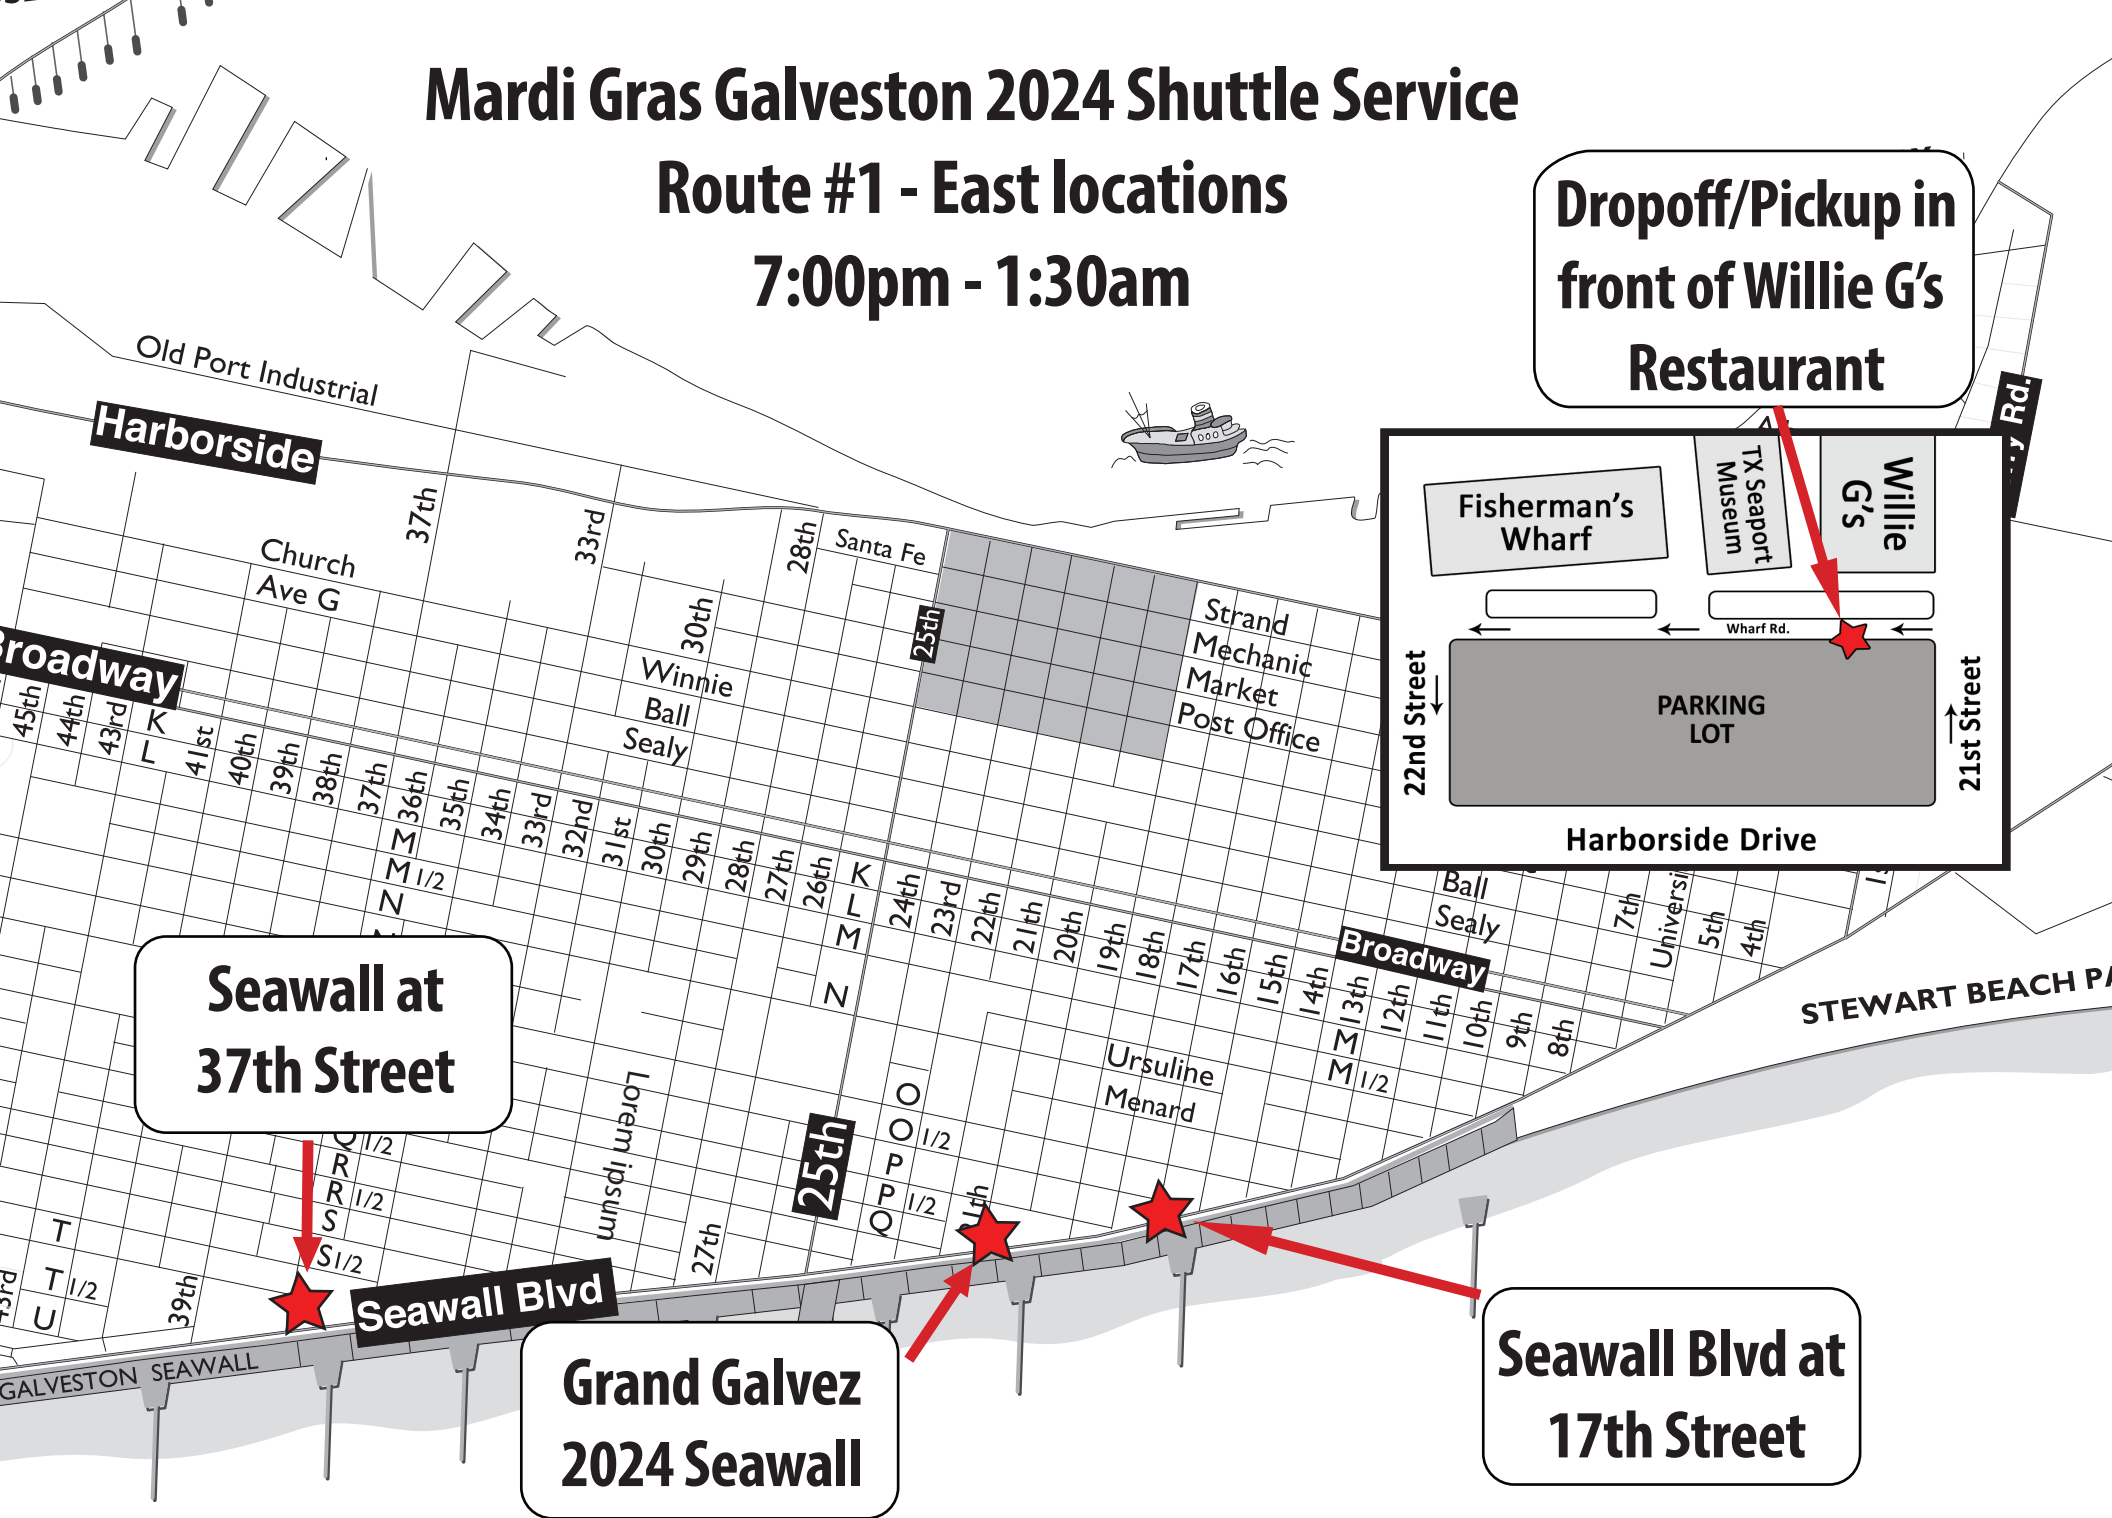 Mardi Gras Galveston 2024 Shuttle Service
Route #1 - East locations
7:00pm - 1:30am
Dropoff/Pickup in
front of Willie G's
Restaurant
Old Port Industrial
Harborside
37th
33rd
28th
Santa Fe
Church
Ave G
30th
25th
Strand
Mechanic
Market
Post Office
Winnie
Ball
Sealy
Rd.
Fisherman's
Wharf
TX Seaport
Museum
Willie
G's
Wharf Rd.
22nd Street
PARKING
LOT
21st Street
Harborside Drive
Broadway
45th
44th
43rd
K
L
41st
40th
39th
38th
37th
36th
35th
34th
33rd
32nd
31st
30th
29th
28th
27th
26th
K
L
M
N
24th
23rd
22th
21th
20th
19th
18th
17th
16th
15th
14th
13th
12th
11th
10th
9th
8th
M
M 1/2
N
Ball
Sealy
Broadway
7th
5th
4th
STEWART BEACH
Ursuline
Menard
M
M 1/2
Seawall at
37th Street
Q 1/2
R
R 1/2
S
S 1/2
Lorem ipsum
25th
O
O 1/2
P
P 1/2
Q
27th
T
T 1/2
U
39th
Seawall Blvd
GALVESTON SEAWALL
Grand Galvez
2024 Seawall
Seawall Blvd at
17th Street